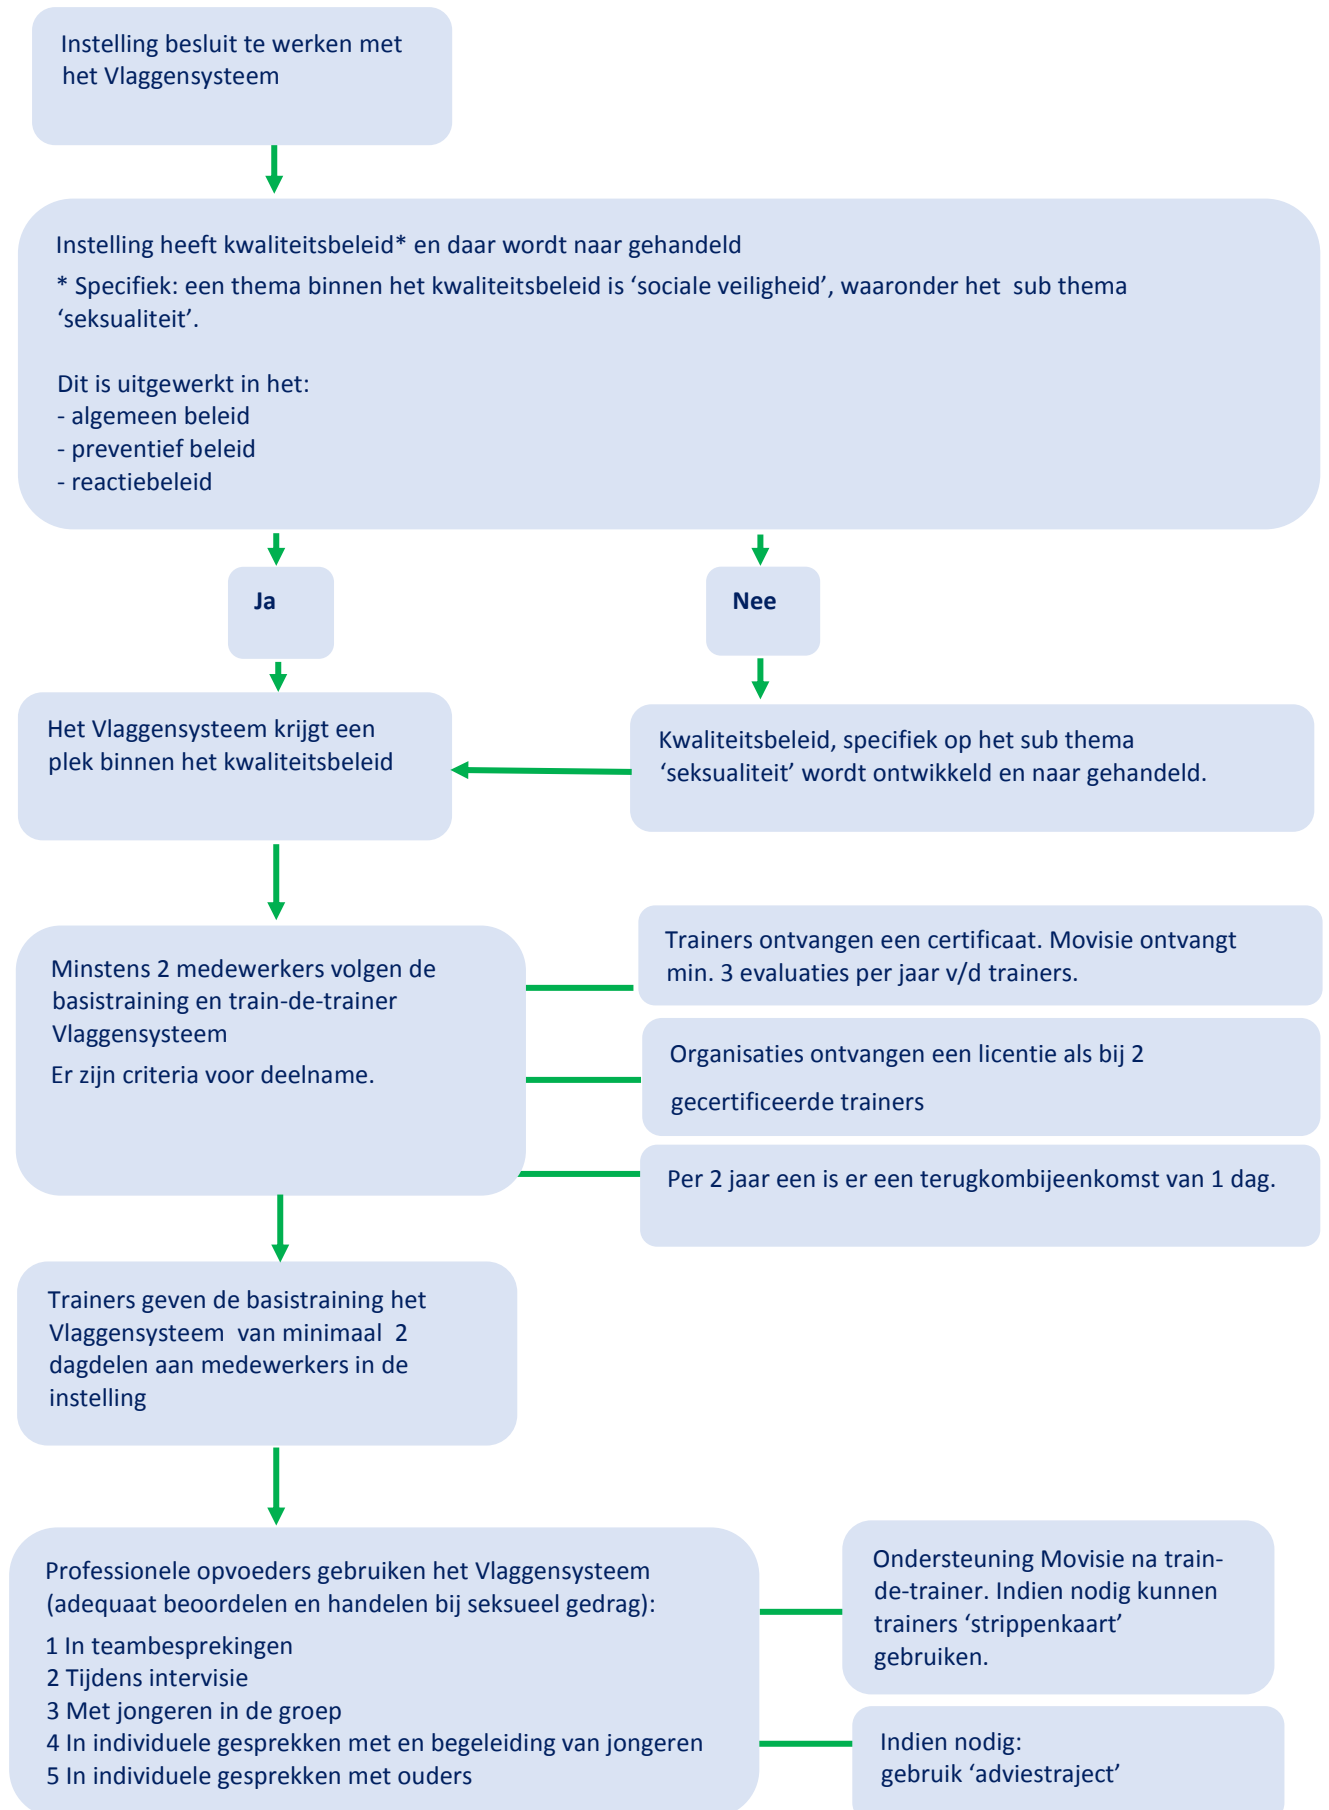 Instelling besluit te werken met
het Vlaggensysteem
Instelling heeft kwaliteitsbeleid* en daar wordt naar gehandeld
* Specifiek: een thema binnen het kwaliteitsbeleid is ‘sociale veiligheid’, waaronder het sub thema
‘seksualiteit’.
Dit is uitgewerkt in het:
- algemeen beleid
- preventief beleid
- reactiebeleid
Ja
Nee
Het Vlaggensysteem krijgt een
plek binnen het kwaliteitsbeleid
Kwaliteitsbeleid, specifiek op het sub thema
‘seksualiteit’ wordt ontwikkeld en naar gehandeld.
Minstens 2 medewerkers volgen de
basistraining en train-de-trainer
Vlaggensysteem
Er zijn criteria voor deelname.
Trainers ontvangen een certificaat. Movisie ontvangt
min. 3 evaluaties per jaar v/d trainers.
Organisaties ontvangen een licentie als bij 2
gecertificeerde trainers
Per 2 jaar een is er een terugkombijeenkomst van 1 dag.
Trainers geven de basistraining het
Vlaggensysteem van minimaal 2
dagdelen aan medewerkers in de
instelling
Professionele opvoeders gebruiken het Vlaggensysteem
(adequaat beoordelen en handelen bij seksueel gedrag):
1 In teambesprekingen
2 Tijdens intervisie
3 Met jongeren in de groep
4 In individuele gesprekken met en begeleiding van jongeren
5 In individuele gesprekken met ouders
Ondersteuning Movisie na train-
de-trainer. Indien nodig kunnen
trainers ‘strippenkaart’
gebruiken.
Indien nodig:
gebruik ‘adviestraject’